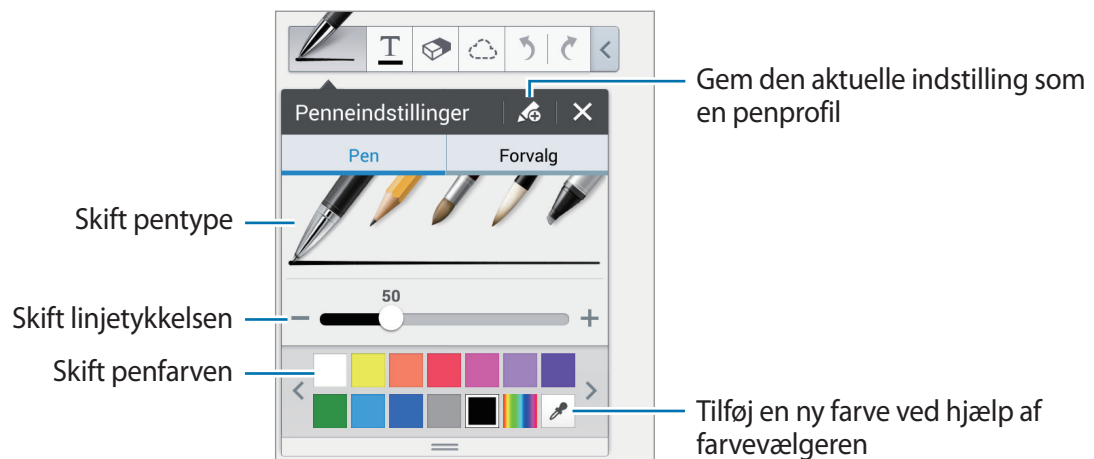 T
Gem den aktuelle indstilling som
en penprofil
Penneindstillinger
Pen
Forvalg
Skift pentype
50
Skift linjetykkelsen
Skift penfarven
Tilføj en ny farve ved hjælp af
farvevælgeren